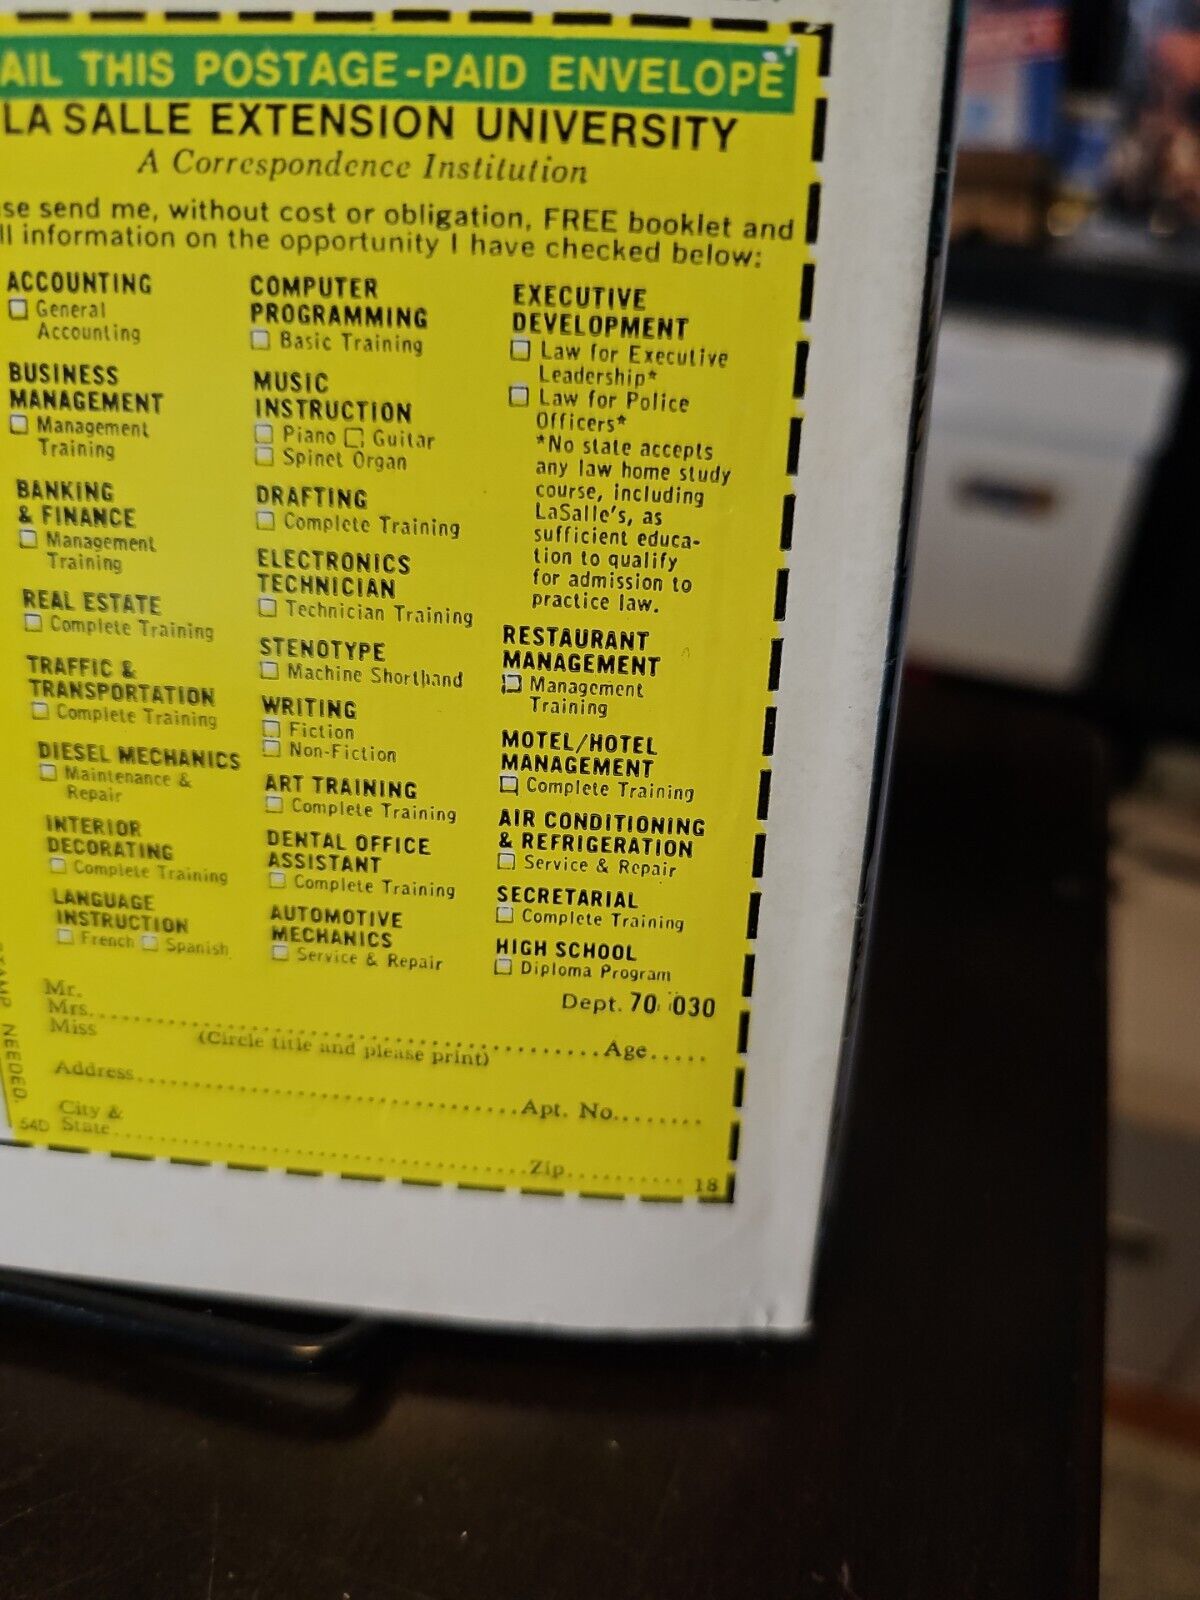 AIL THIS POSTAGE-PAID ENVELOPE
LA SALLE EXTENSION UNIVERSITY
A Correspondence Institution
se send me, without cost or obligation, FREE booklet and
ll information on the opportunity I have checked below:
ACCOUNTING
General
Accounting
BUSINESS
MANAGEMENT
Management
Training
BANKING
& FINANCE
Management
Training
REAL ESTATE
Complete Training
TRAFFIC &
TRANSPORTATION
Complete Training
DIESEL MECHANICS
Maintenance &
Repair
INTERIOR
DECORATING
Complete Training
LANGUAGE
INSTRUCTION
French Spanish
COMPUTER
PROGRAMMING
Basic Training
MUSIC
INSTRUCTION
Piano Guitar
Spinet Organ
DRAFTING
Complete Training
ELECTRONICS
TECHNICIAN
Technician Training
STENOTYPE
Machine Shorthand
WRITING
Fiction
Non-Fiction
ART TRAINING
Complete Training
DENTAL OFFICE
ASSISTANT
Complete Training
AUTOMOTIVE
MECHANICS
Service & Repair
EXECUTIVE
DEVELOPMENT
Law for Executive
Leadership*
Law for Police
Officers*
*No state accepts
any law home study
course, including
LaSalle's, as
sufficient educa-
tion to qualify
for admission to
practice law.
RESTAURANT
MANAGEMENT
Management
Training
MOTEL/HOTEL
MANAGEMENT
Complete Training
AIR CONDITIONING
& REFRIGERATION
Service & Repair
SECRETARIAL
Complete Training
HIGH SCHOOL
Diploma Program
Dept. 70 030
Mr.
Mrs. Age
Miss
(Circle title and please print)
Address Apt. No.
City &
State Zip
54D
18
NEEDED.